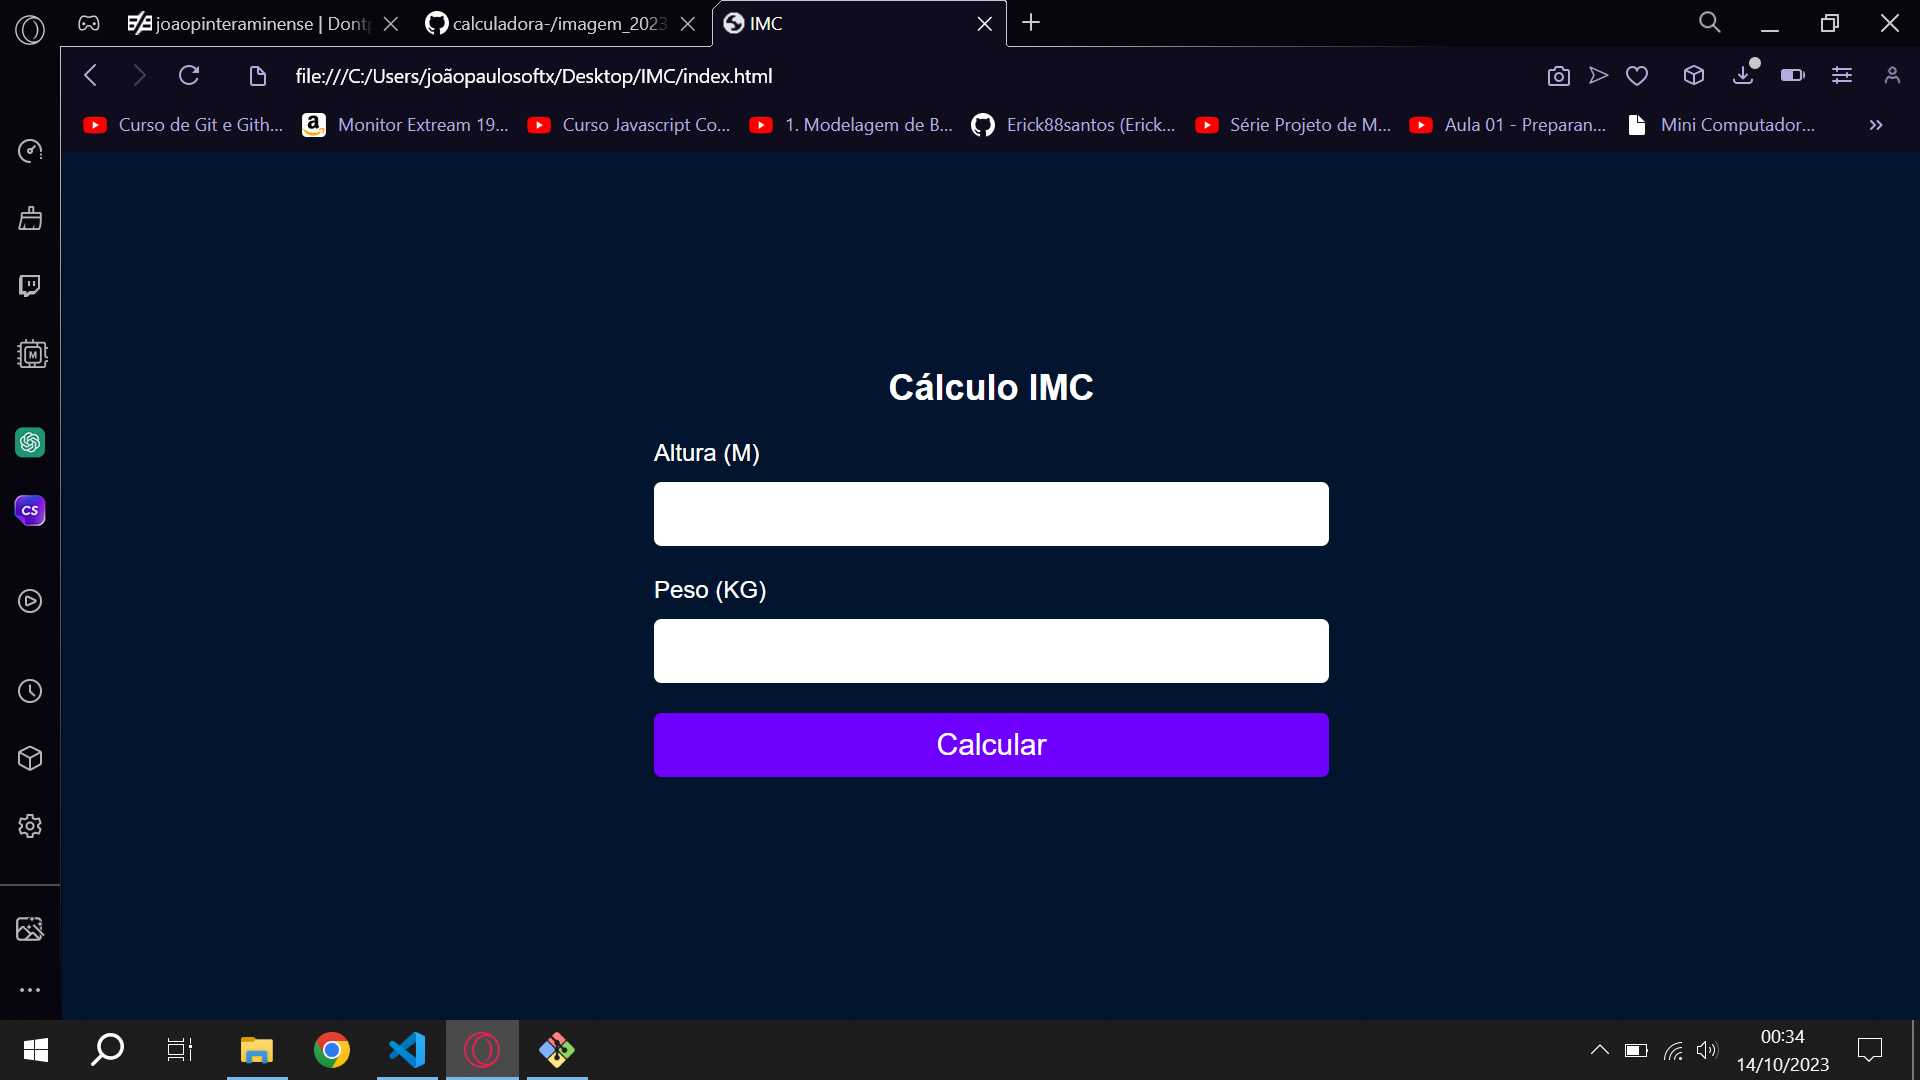 joaopinteraminense | Dont
calculadora-/imagem_2023
IMC
file:///C:/Users/joãopaulosoftx/Desktop/IMC/index.html
Curso de Git e Gith...
Monitor Extream 19...
Curso Javascript Co...
1. Modelagem de B...
Erick88santos (Erick...
Série Projeto de M...
Aula 01 - Preparan...
Mini Computador...
M
CS
Cálculo IMC
Altura (M)
Peso (KG)
Calcular
00:34
14/10/2023